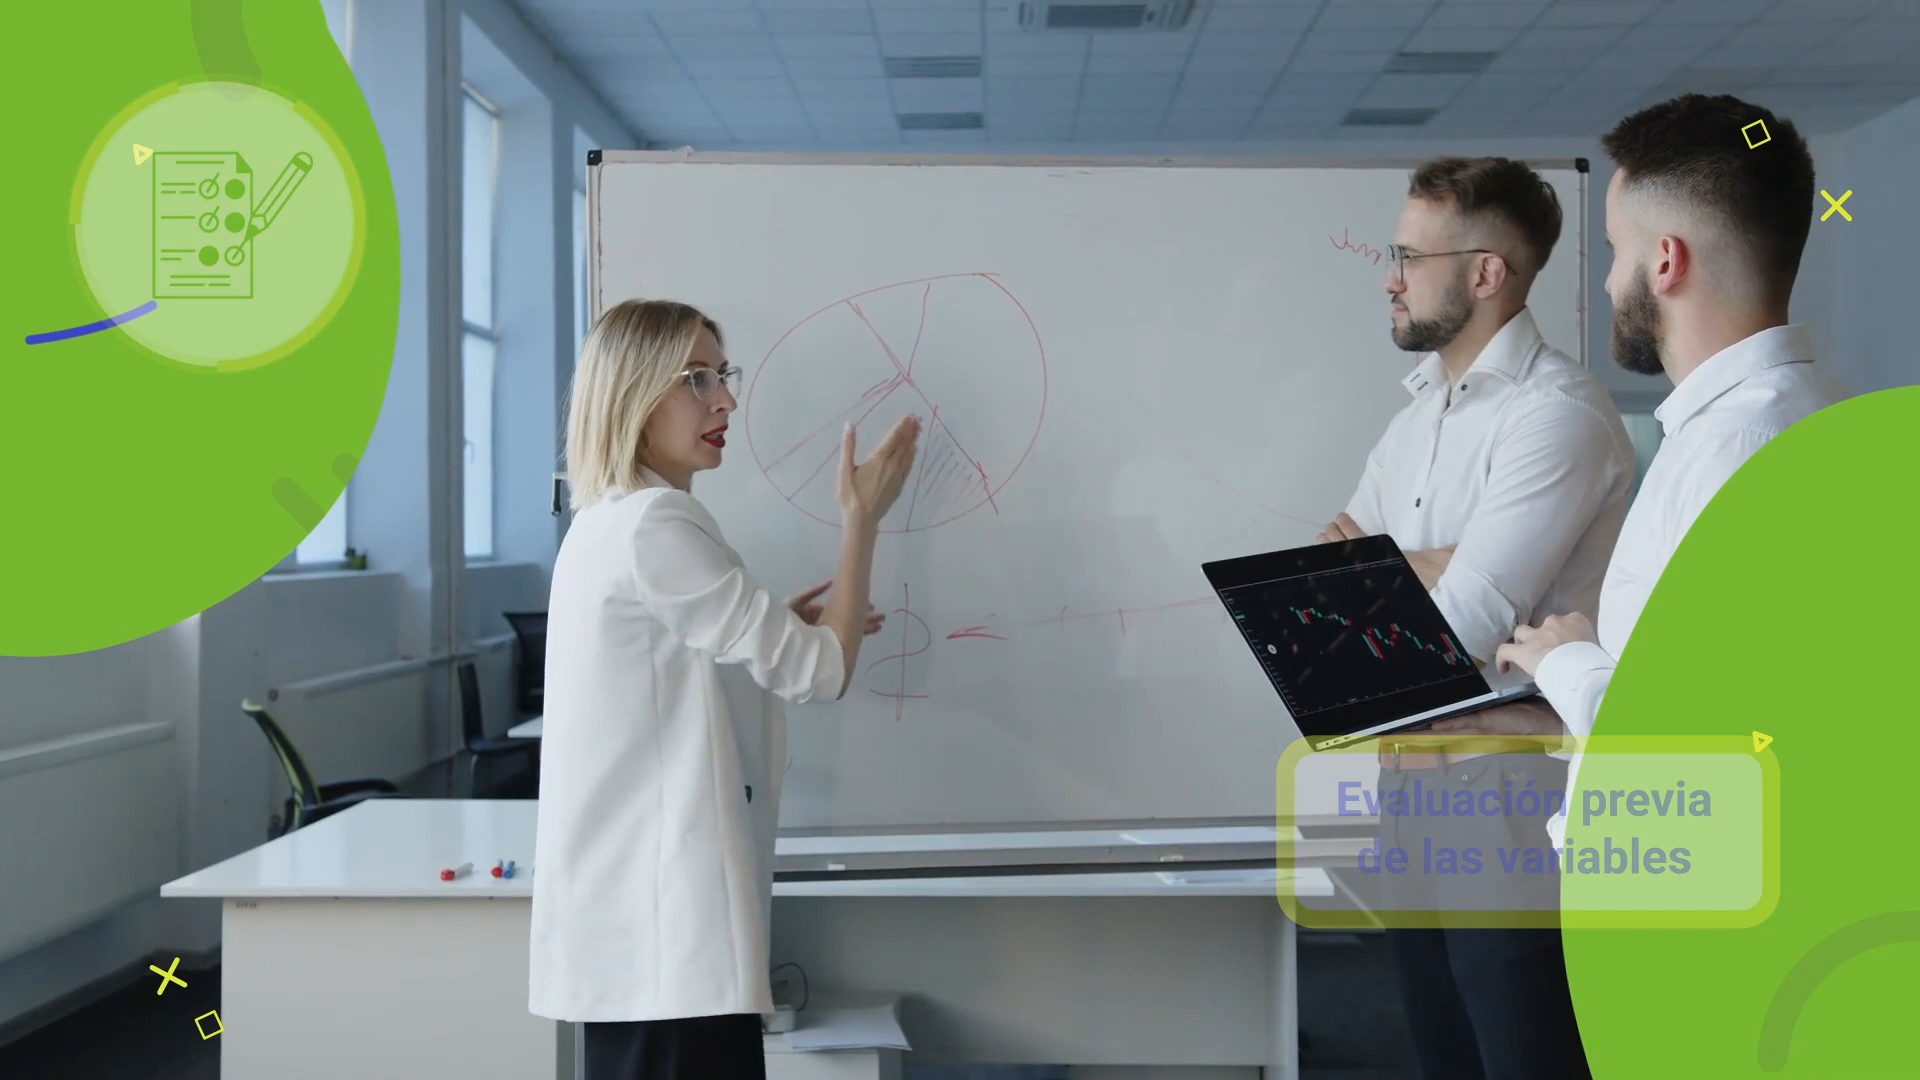 Evaluación previa
de las variables